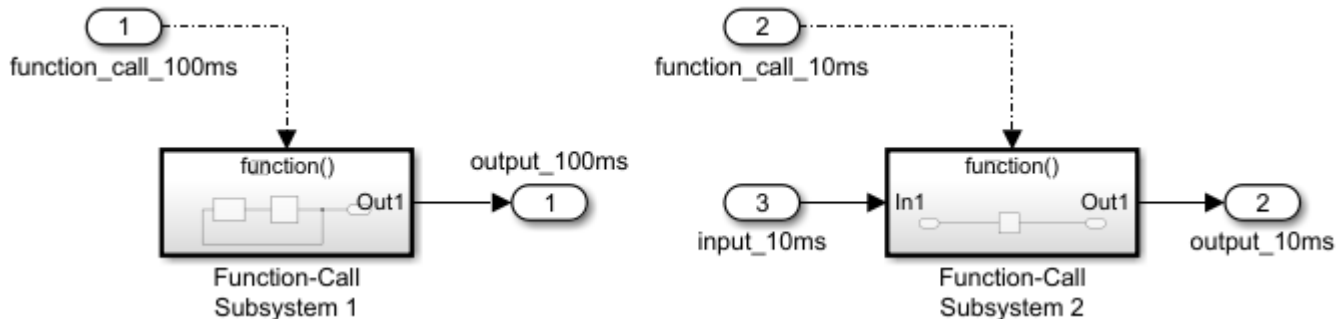 1
function_call_100ms
function()
Out1
output_100ms
1
Function-Call
Subsystem 1
2
function_call_10ms
3
input_10ms
function()
In1
Out1
2
output_10ms
Function-Call
Subsystem 2